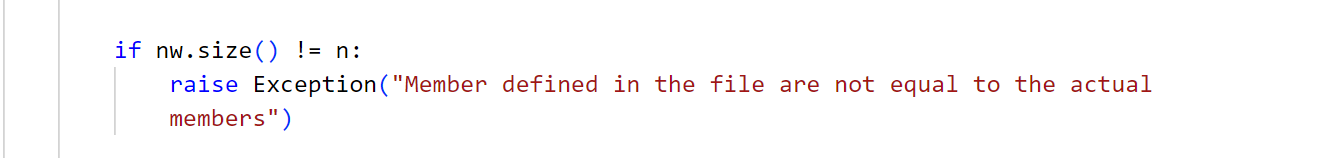 if nw.size() != n:
raise Exception("Member defined in the file are not equal to the actual
members")